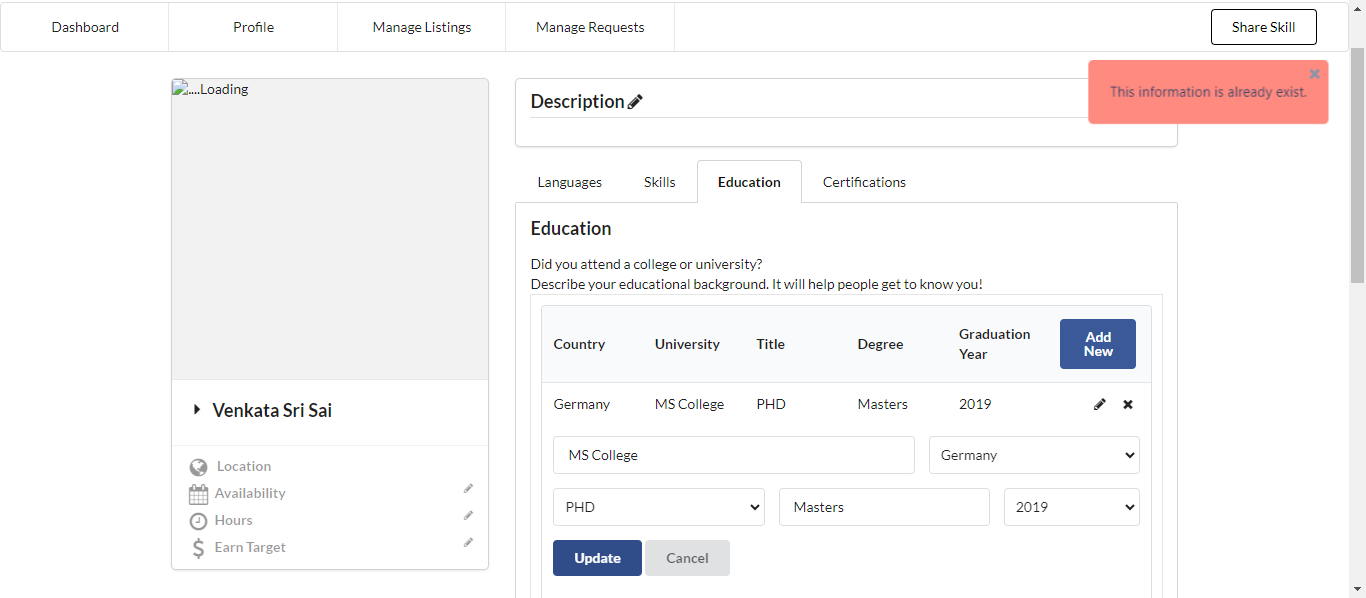 Dashboard
Profile
Manage Listings
Manage Requests
Share Skill
This information is already exist.
....Loading
Venkata Sri Sai
Location
Availability
Hours
Earn Target
Description
Languages
Skills
Education
Certifications
Education
Did you attend a college or university?
Describe your educational background. It will help people get to know you!
Country University Title Degree Graduation Year
Add New
Germany MS College PHD Masters 2019
MS College
Germany
PHD
Masters
2019
Update
Cancel